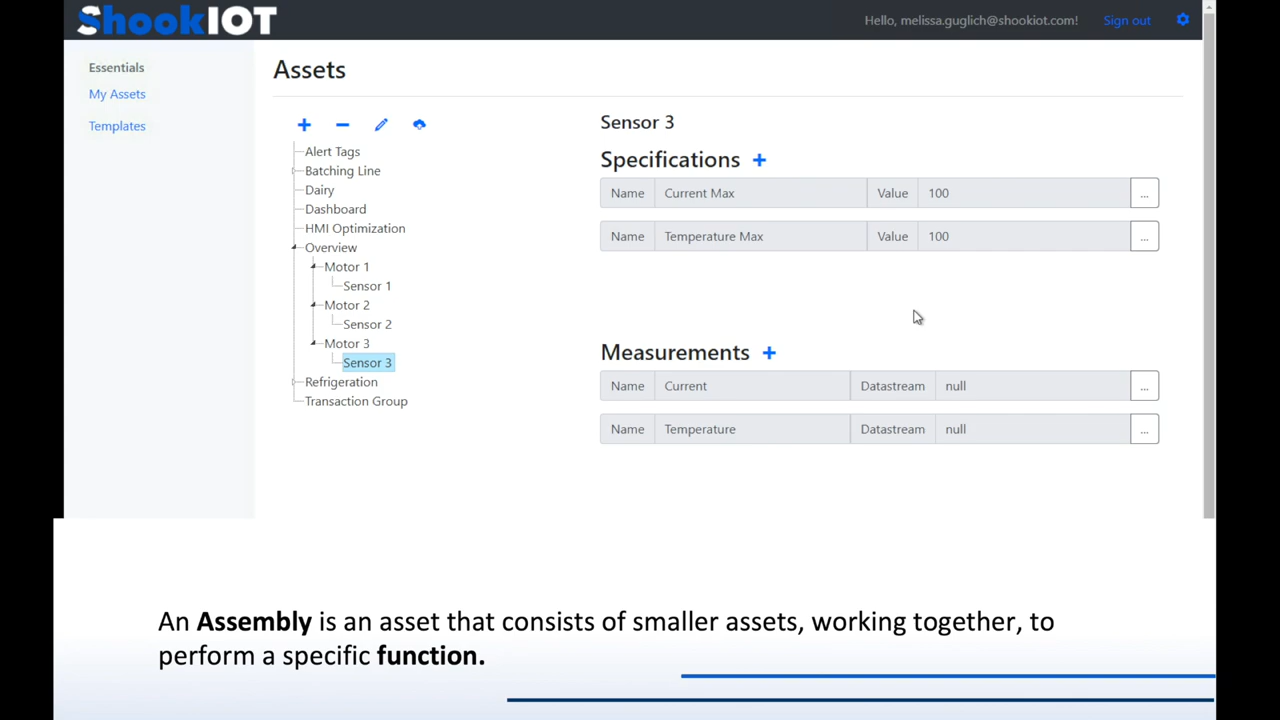 ShookIOT
Hello, melissa.guglich@shookiot.com!
Sign out
Essentials
My Assets
Templates
Assets
Alert Tags
Batching Line
Dairy
Dashboard
HMI Optimization
Overview
Motor 1
Sensor 1
Motor 2
Sensor 2
Motor 3
Sensor 3
Refrigeration
Transaction Group
Sensor 3
Specifications +
Name Current Max Value 100 ...
Name Temperature Max Value 100 ...
Measurements +
Name Current Datastream null ...
Name Temperature Datastream null ...
An Assembly is an asset that consists of smaller assets, working together, to
perform a specific function.